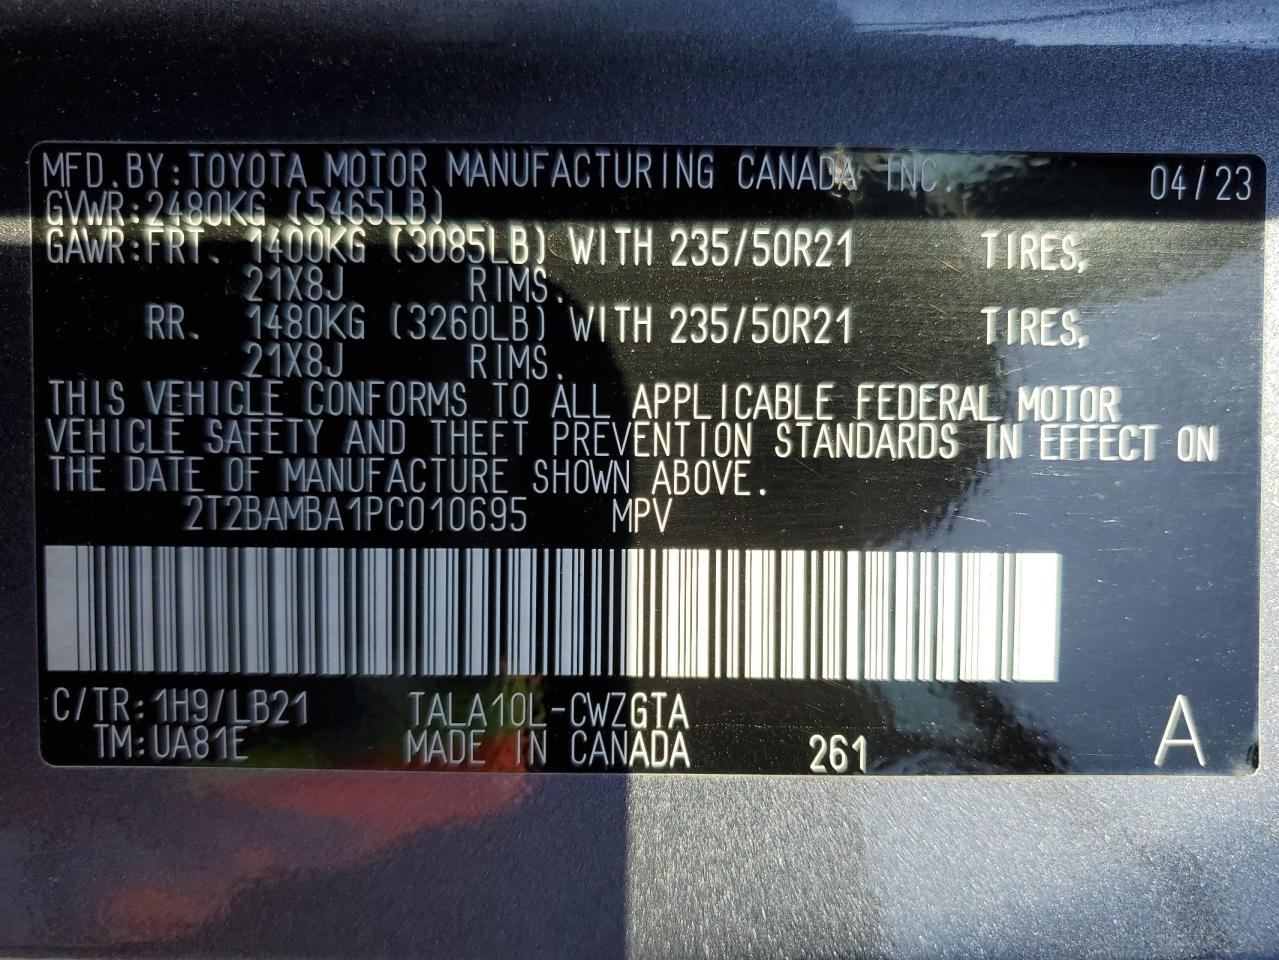 MFD.BY:TOYOTA MOTOR MANUFACTURING CANADA INC. 04/23
GVWR:2480KG (5465LB)
GAWR:FRT. 1400KG (3085LB) WITH 235/50R21 TIRES,
21X8J RIMS.
RR. 1480KG (3260LB) WITH 235/50R21 TIRES,
21X8J RIMS.
THIS VEHICLE CONFORMS TO ALL APPLICABLE FEDERAL MOTOR
VEHICLE SAFETY AND THEFT PREVENTION STANDARDS IN EFFECT ON
THE DATE OF MANUFACTURE SHOWN ABOVE.
2T2BAMBA1PC010695 MPV
C/TR:1H9/LB21 TALA10L-CWZGTA
TM:UA81E MADE IN CANADA 261 A